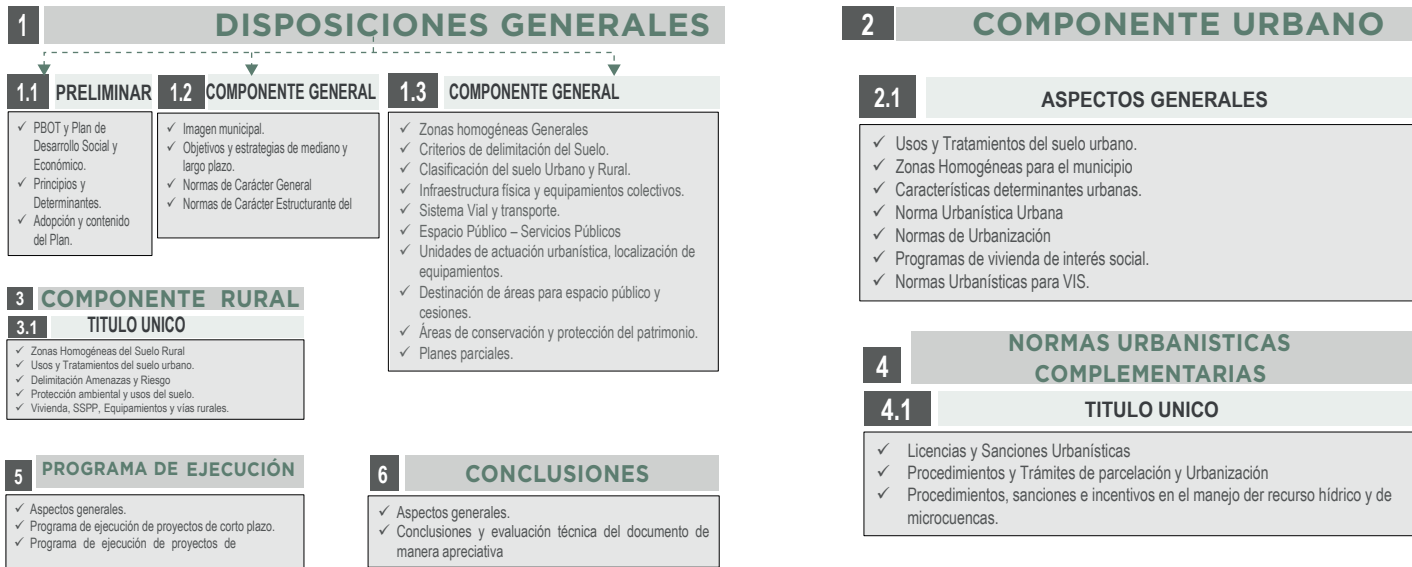 1 DISPOSICIONES GENERALES
1.1 PRELIMINAR
✓ PBOT y Plan de
Desarrollo Social y
Económico.
✓ Principios y
Determinantes.
✓ Adopción y contenido
del Plan.
1.2 COMPONENTE GENERAL
✓ Imagen municipal.
✓ Objetivos y estrategias de mediano y
largo plazo.
✓ Normas de Carácter General
✓ Normas de Carácter Estructurante del
1.3 COMPONENTE GENERAL
✓ Zonas homogéneas Generales
✓ Criterios de delimitación del Suelo.
✓ Clasificación del suelo Urbano y Rural.
✓ Infraestructura física y equipamientos colectivos.
✓ Sistema Vial y transporte.
✓ Espacio Público – Servicios Públicos
✓ Unidades de actuación urbanística, localización de
equipamientos.
✓ Destinación de áreas para espacio público y
cesiones.
✓ Áreas de conservación y protección del patrimonio.
✓ Planes parciales.
2 COMPONENTE URBANO
2.1 ASPECTOS GENERALES
✓ Usos y Tratamientos del suelo urbano.
✓ Zonas Homogéneas para el municipio
✓ Características determinantes urbanas.
✓ Norma Urbanística Urbana
✓ Normas de Urbanización
✓ Programas de vivienda de interés social.
✓ Normas Urbanísticas para VIS.
3 COMPONENTE RURAL
3.1 TITULO UNICO
✓ Zonas Homogéneas del Suelo Rural
✓ Usos y Tratamientos del suelo urbano.
✓ Delimitación Amenazas y Riesgo
✓ Protección ambiental y usos del suelo.
✓ Vivienda, SSPP, Equipamientos y vías rurales.
4 NORMAS URBANISTICAS
COMPLEMENTARIAS
4.1 TITULO UNICO
✓ Licencias y Sanciones Urbanísticas
✓ Procedimientos y Trámites de parcelación y Urbanización
✓ Procedimientos, sanciones e incentivos en el manejo der recurso hídrico y de
microcuencas.
5 PROGRAMA DE EJECUCIÓN
✓ Aspectos generales.
✓ Programa de ejecución de proyectos de corto plazo.
✓ Programa de ejecución de proyectos de
6 CONCLUSIONES
✓ Aspectos generales.
✓ Conclusiones y evaluación técnica del documento de
manera apreciativa